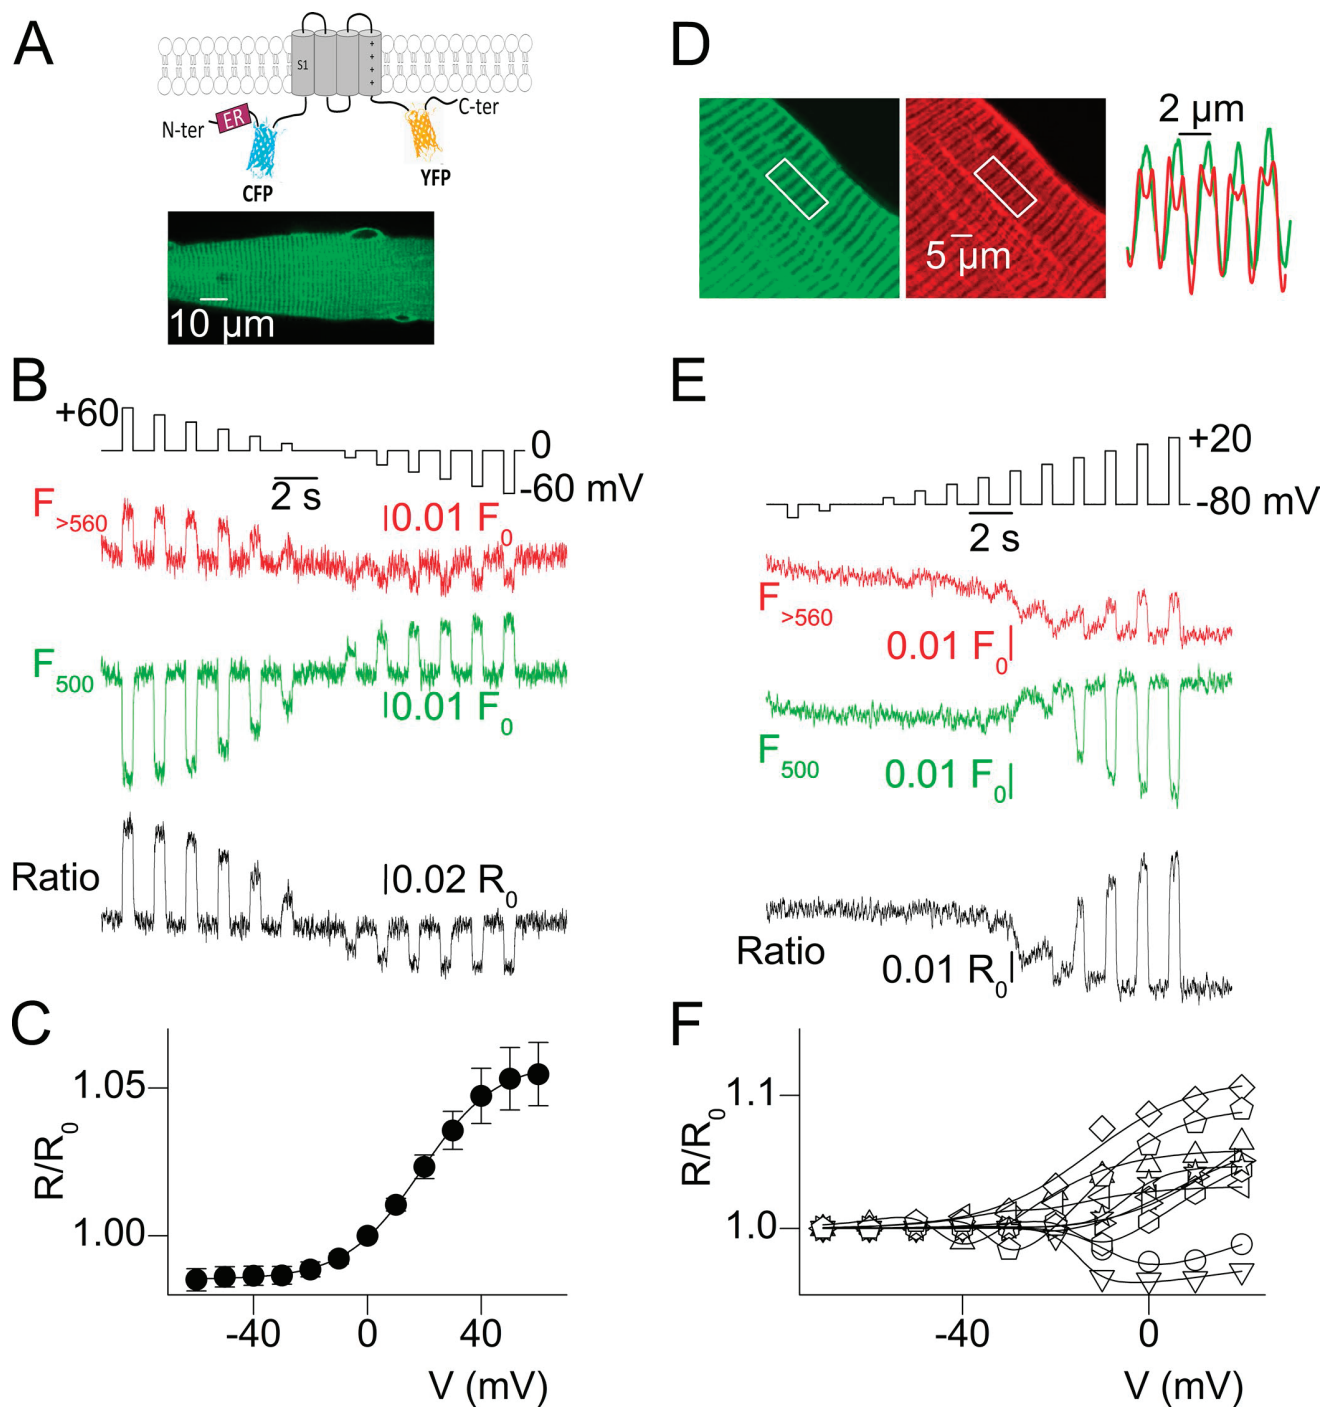 A
S1
+
+
+
+
N-ter
ER
C-ter
CFP
YFP
10 μm
B
+60
0
2 s
-60 mV
F>560
0.01 F0
F500
0.01 F0
Ratio
0.02 R0
C
1.05
R/R0
1.00
-40
0
40
V (mV)
D
2 μm
5 μm
E
+20
-80 mV
2 s
F>560
0.01 F0
F500
0.01 F0
Ratio
0.01 R0
F
1.1
R/R0
1.0
-40
0
V (mV)